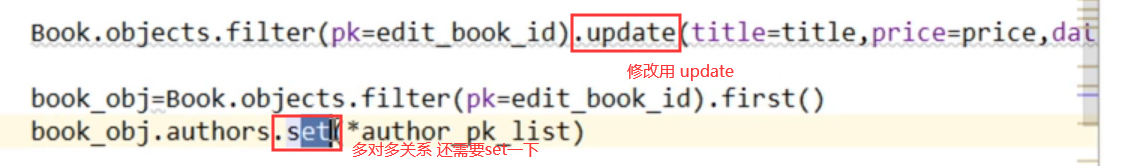 Book.objects.filter(pk=edit_book_id).update(title=title,price=price,dat
修改用 update
book_obj=Book.objects.filter(pk=edit_book_id).first()
book_obj.authors.set(*author_pk_list)
多对多关系 还需要set一下